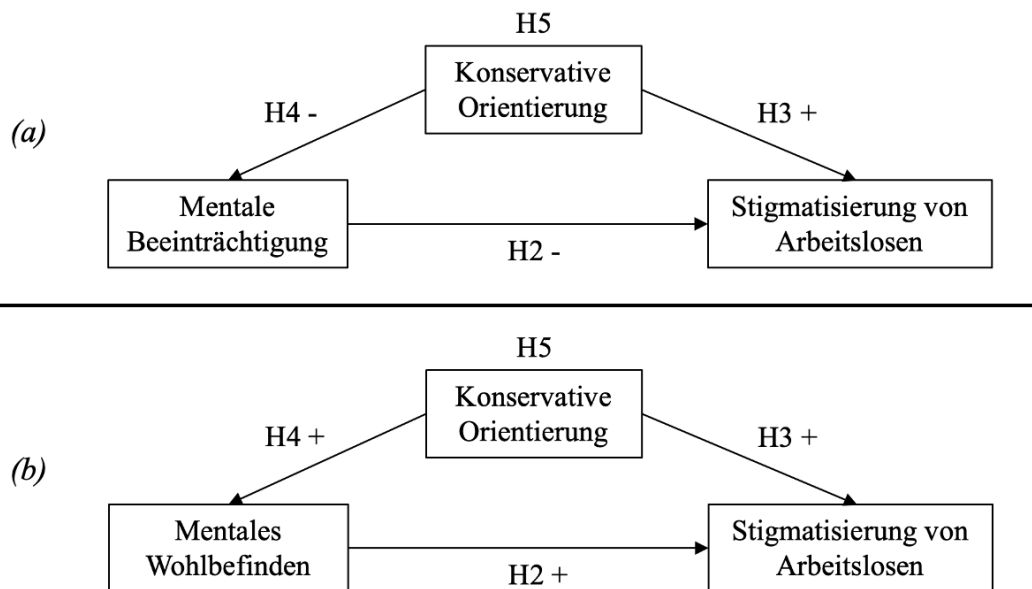 H5
Konservative
Orientierung
H4 -
H3 +
(a)
Mentale
Beeinträchtigung
H2 -
Stigmatisierung von
Arbeitslosen
H5
Konservative
Orientierung
H4 +
H3 +
(b)
Mentales
Wohlbefinden
H2 +
Stigmatisierung von
Arbeitslosen